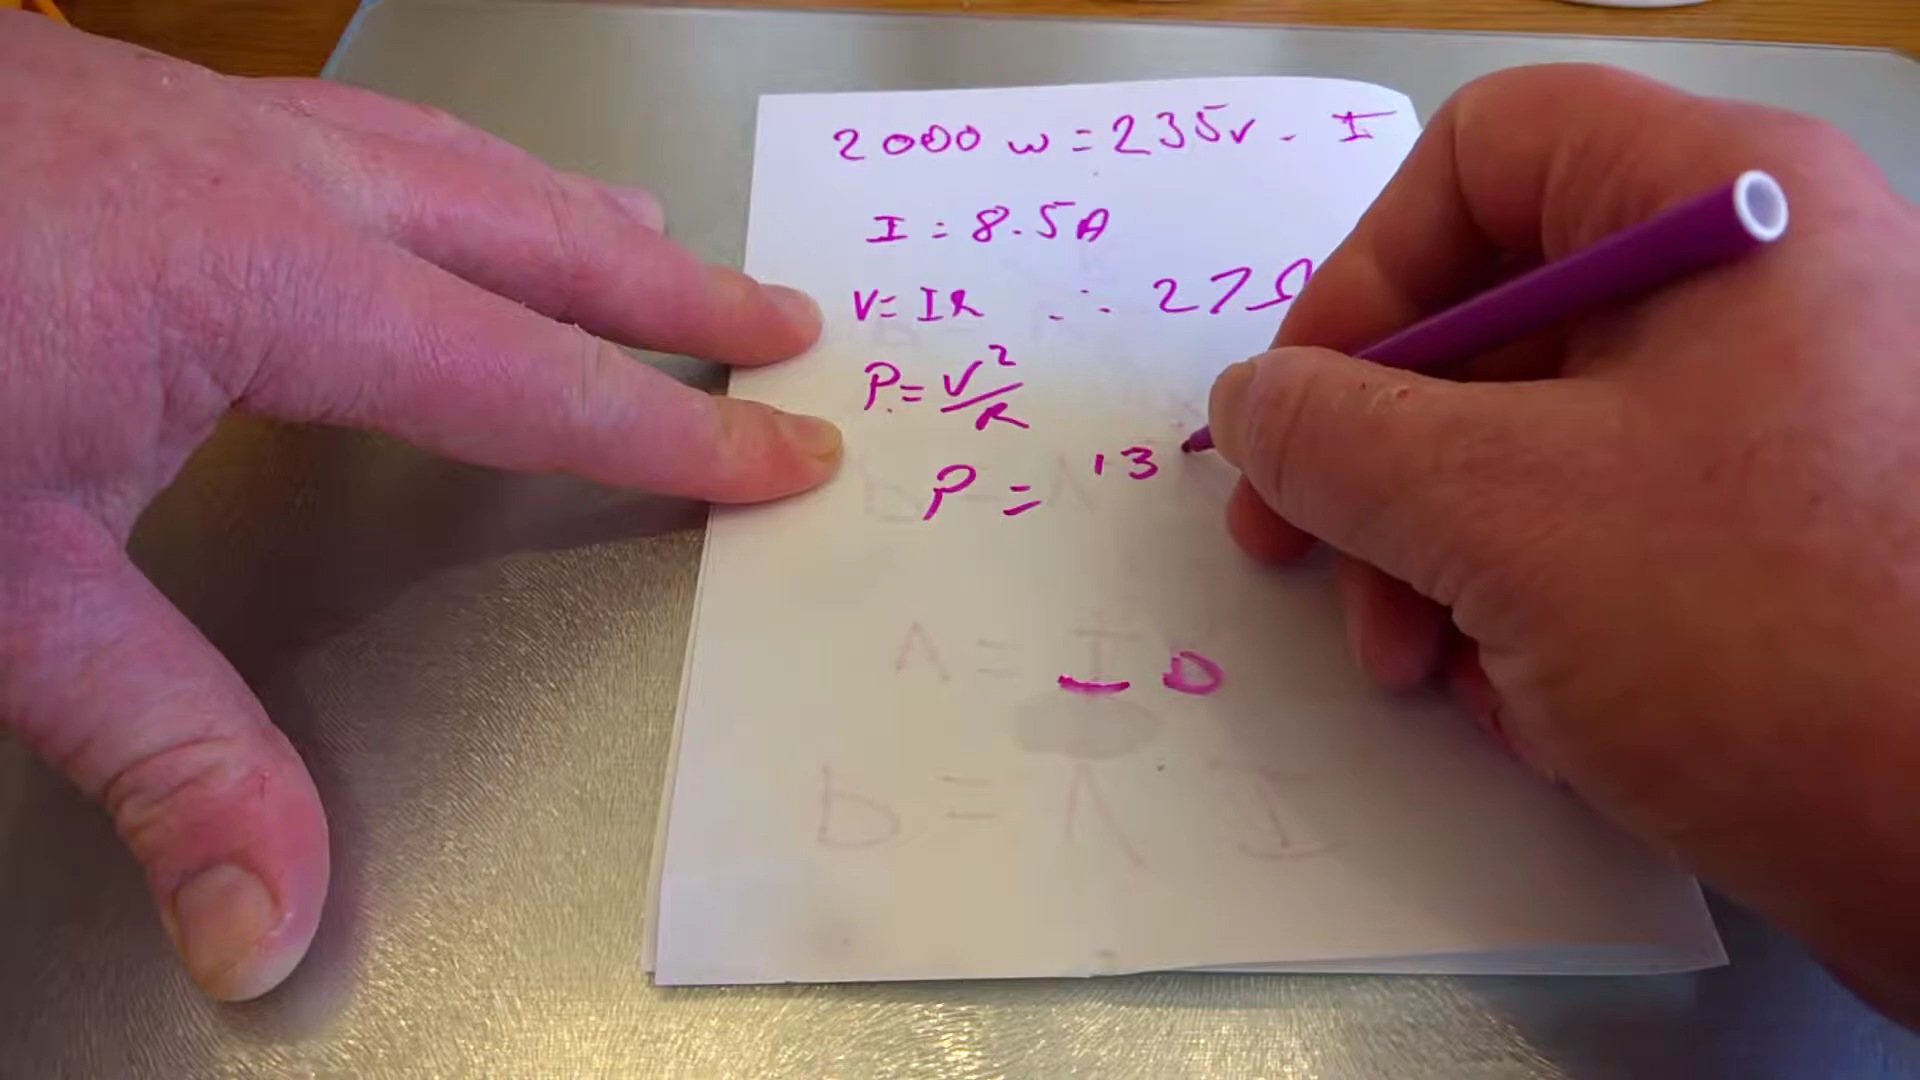 2000 w = 235v . I
I = 8.5A
V = IR ∴ 27Ω
P = V²/R
P = 13